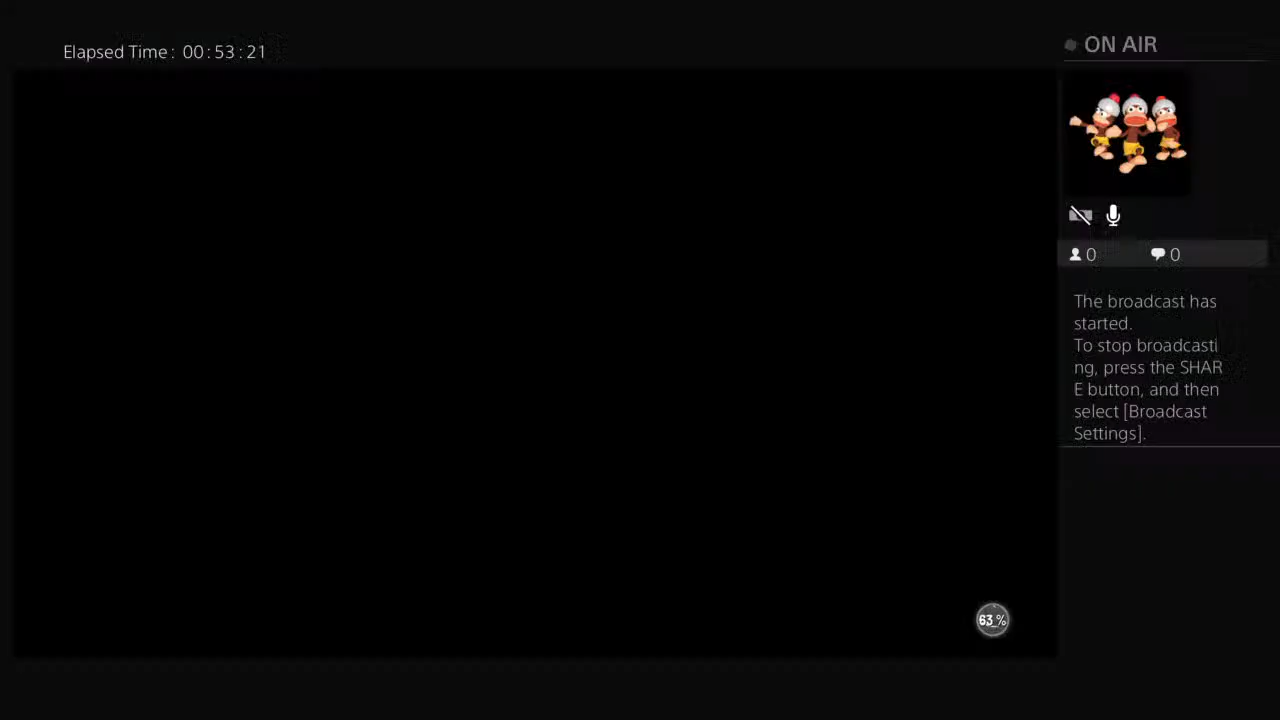 Elapsed Time: 00:53:21
ON AIR
0
0
The broadcast has
started.
To stop broadcasti
ng, press the SHAR
E button, and then
select [Broadcast
Settings].
63 %